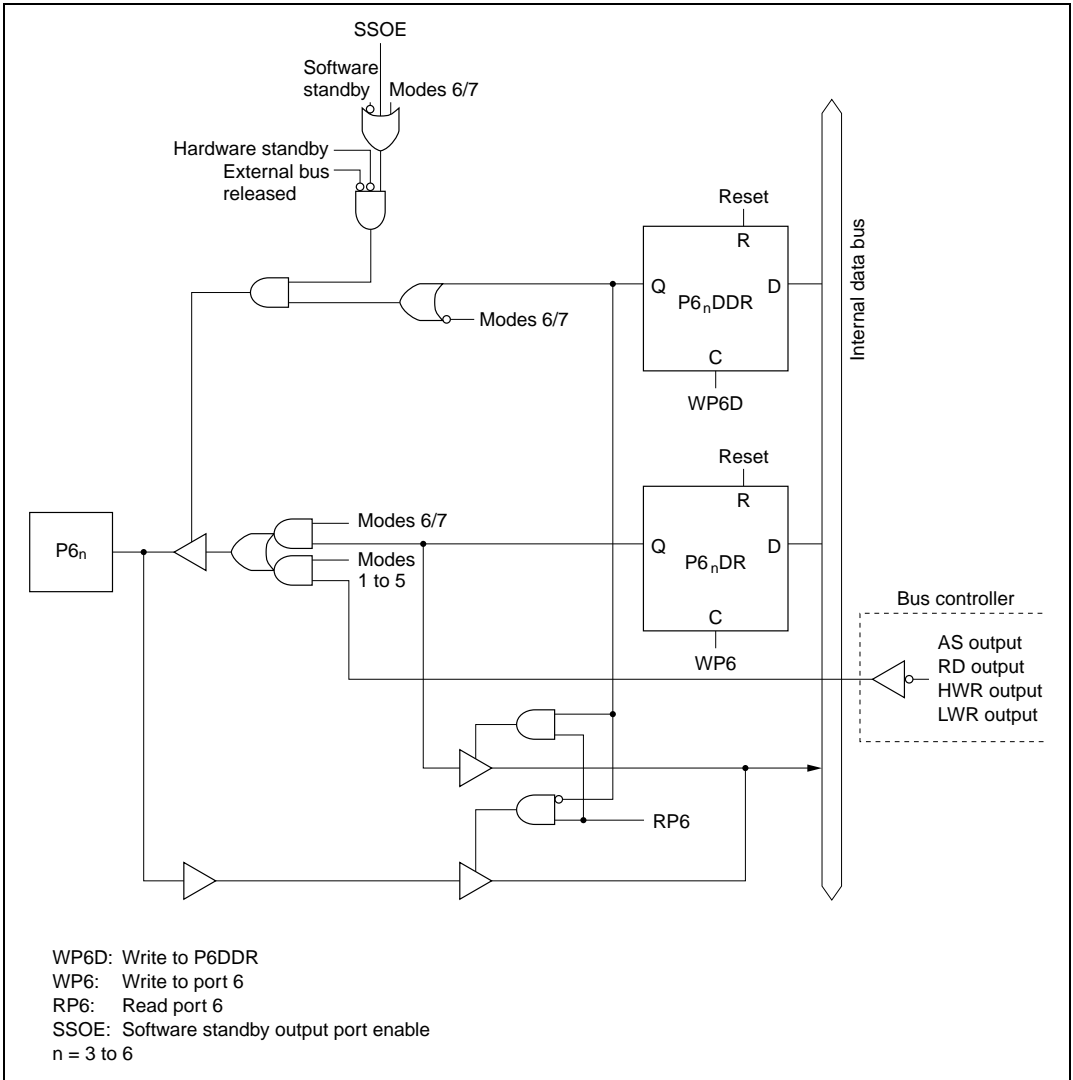 SSOE
Software
standby
Modes 6/7
Hardware standby
External bus
released
Reset
R
Q
D
P6nDDR
C
WP6D
Modes 6/7
Internal data bus
Reset
R
Q
D
P6nDR
C
WP6
P6n
Modes 6/7
Modes
1 to 5
Bus controller
AS output
RD output
HWR output
LWR output
RP6
WP6D: Write to P6DDR
WP6: Write to port 6
RP6: Read port 6
SSOE: Software standby output port enable
n = 3 to 6